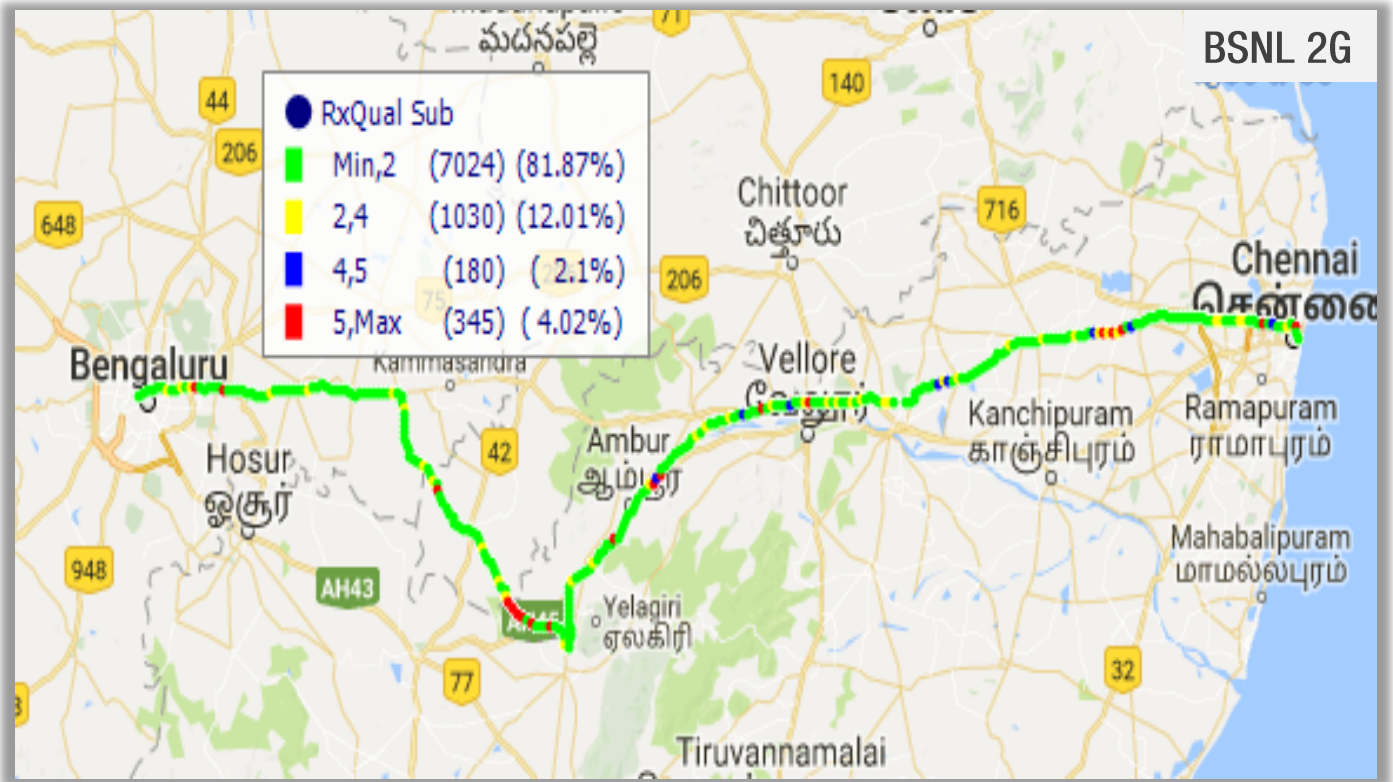 BSNL 2G
71
మదనపల్లె
140
44
206
RxQual Sub
Min,2 (7024) (81.87%)
2,4 (1030) (12.01%)
4,5 (180) ( 2.1%)
5,Max (345) ( 4.02%)
75
648
Chittoor
చిత్తూరు
716
206
Chennai
சென்னை
Bengaluru
Kammasandra
Vellore
வேலூர்
Kanchipuram
காஞ்சிபுரம்
Ramapuram
ராமாபுரம்
Hosur
ஓசூர்
42
Ambur
ஆம்பூர்
948
AH43
Mahabalipuram
மாமல்லபுரம்
Yelagiri
ஏலகிரி
77
32
Tiruvannamalai